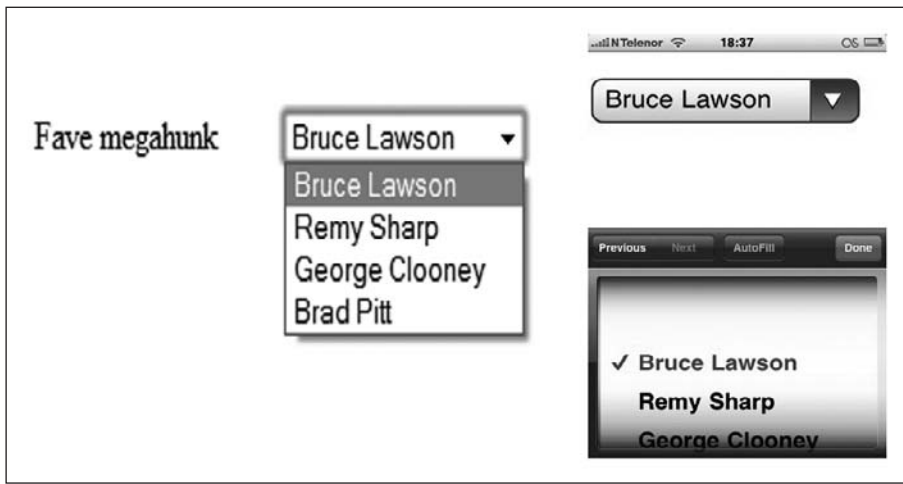 Fave megahunk
Bruce Lawson
Bruce Lawson
Remy Sharp
George Clooney
Brad Pitt
N Telenor 18:37
Bruce Lawson
Previous Next AutoFill Done
✓ Bruce Lawson
Remy Sharp
George Clooney